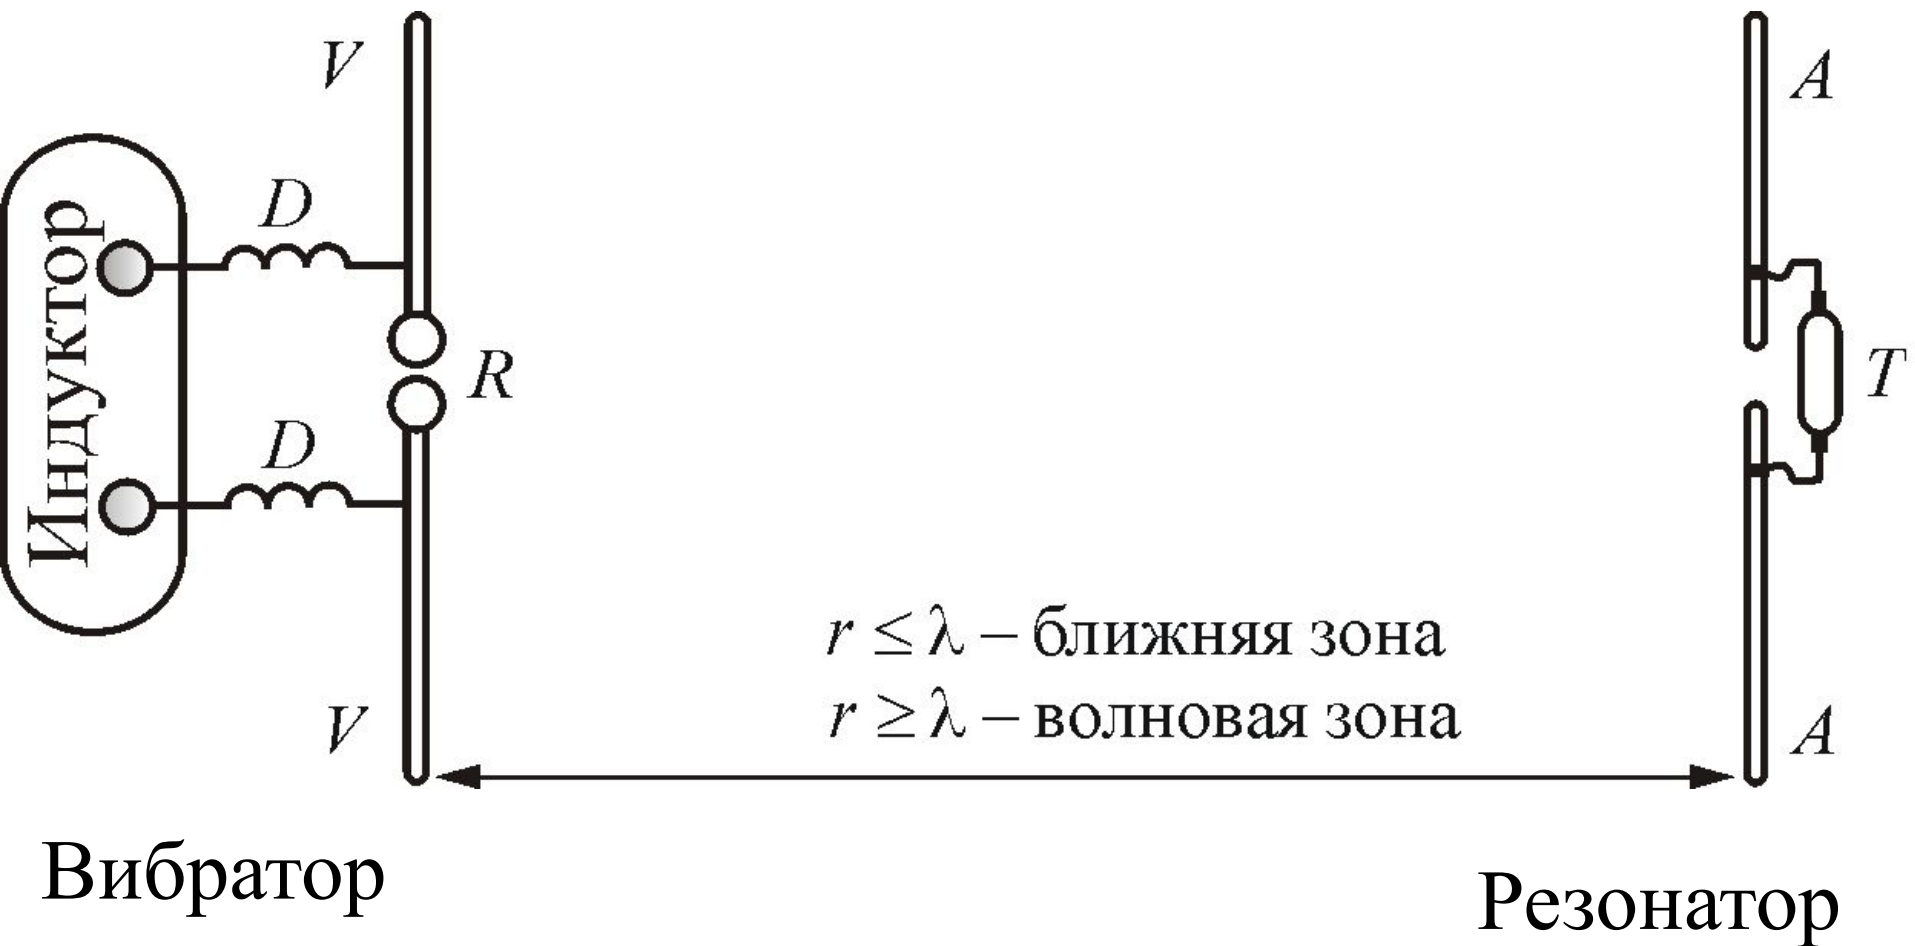 V
A
D
Индуктор
R
T
D
r ≤ λ – ближняя зона
r ≥ λ – волновая зона
V
A
Вибратор
Резонатор